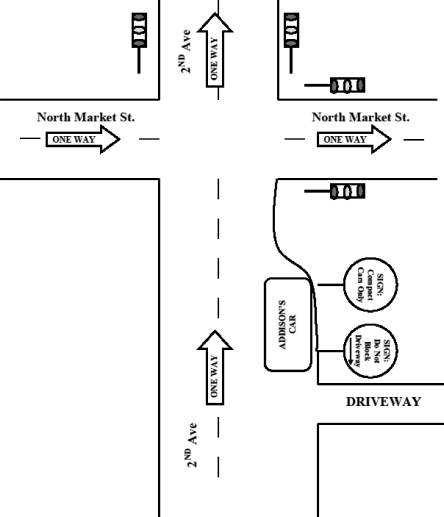 2ND Ave
ONE WAY
North Market St.
ONE WAY
North Market St.
ONE WAY
SIGN:
Compact
Cars Only
ADDISON'S
CAR
SIGN:
Do Not
Block
Driveway
ONE WAY
DRIVEWAY
2ND Ave